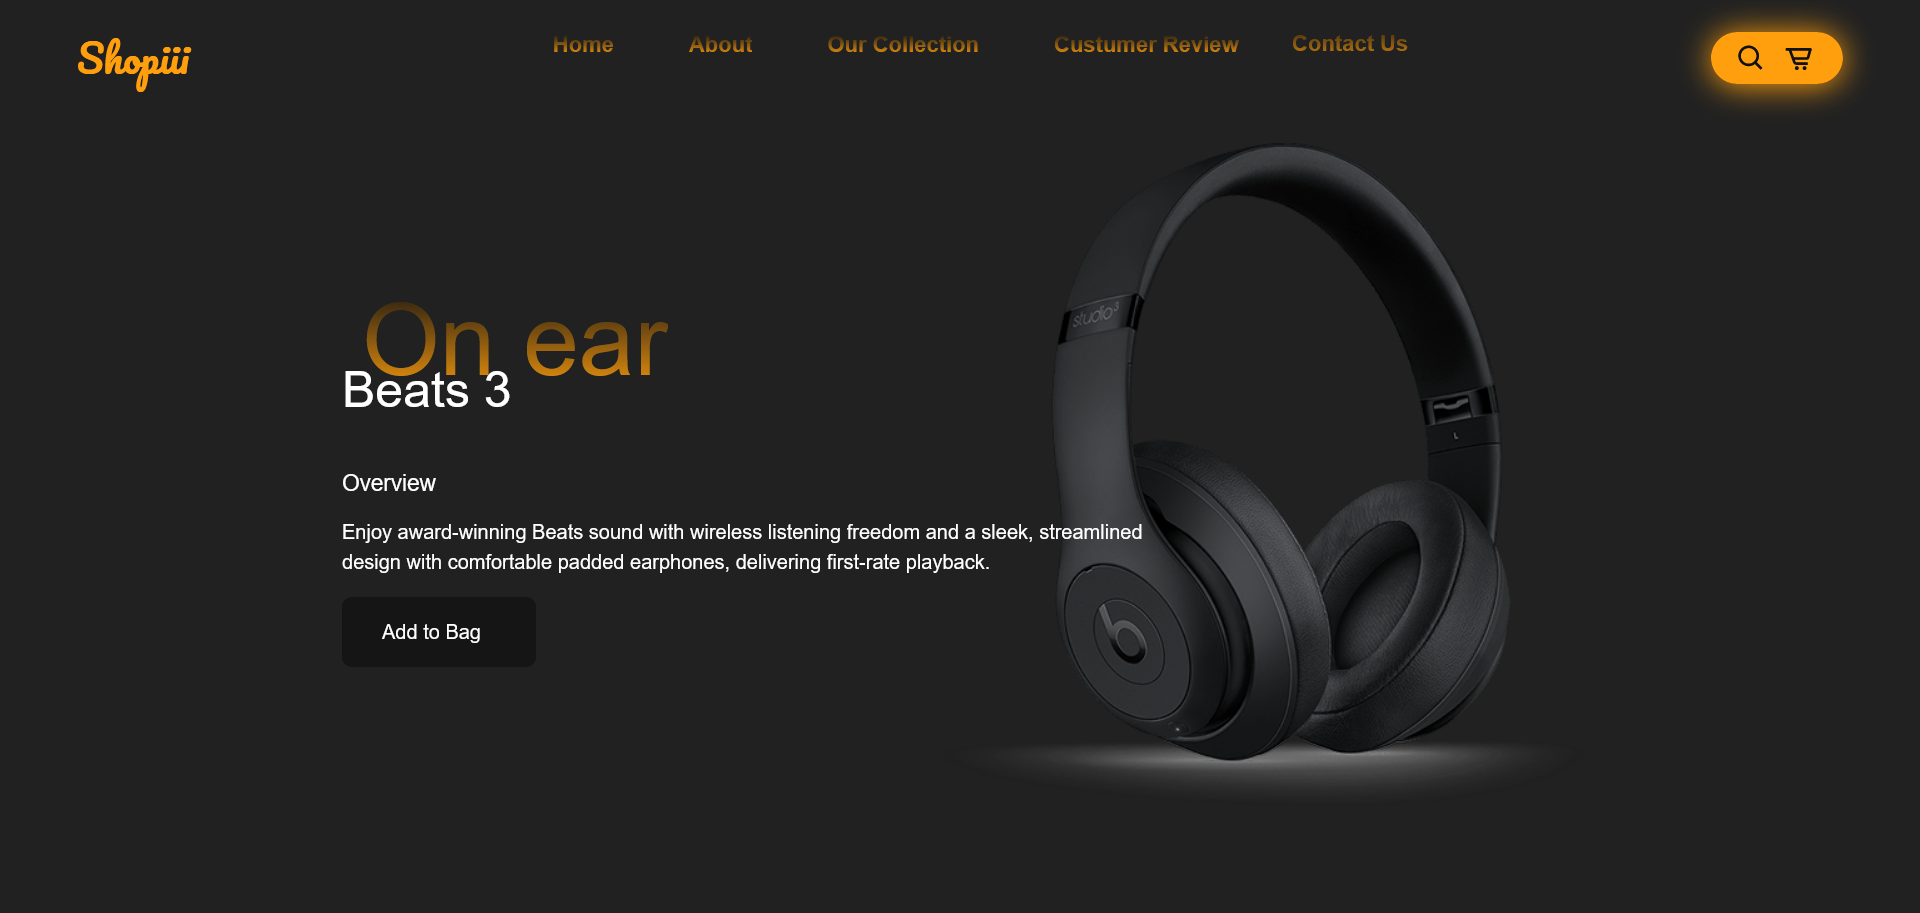 Shopiii
Home About Our Collection Custumer Review Contact Us
On ear
studio3
Beats 3
L
Overview
Enjoy award-winning Beats sound with wireless listening freedom and a sleek, streamlined
design with comfortable padded earphones, delivering first-rate playback.
Add to Bag
b